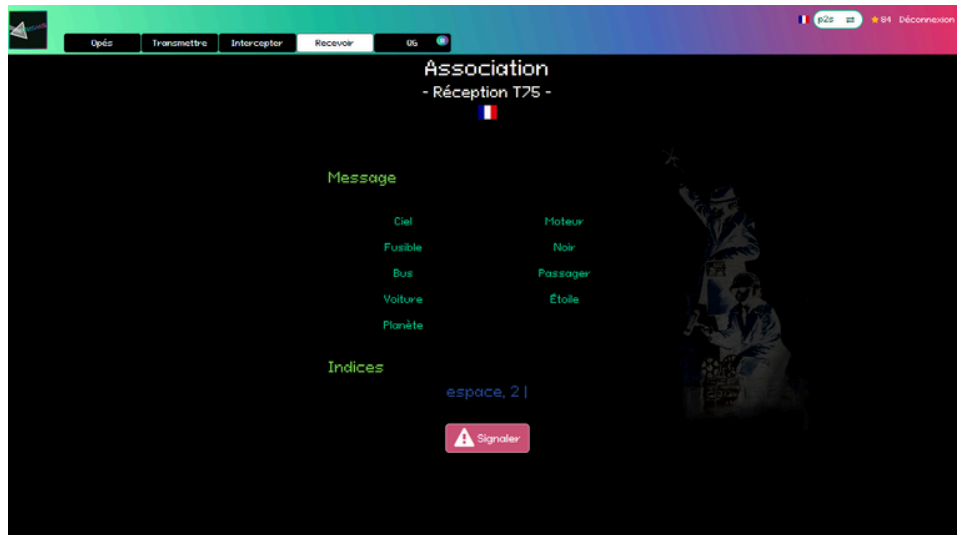 p2s ⇄ ★ 84 Déconnexion
Opés Transmettre Intercepter Recevoir OG
Association
- Réception T75 -
Message
Ciel Moteur
Fusible Noir
Bus Passager
Voiture Étoile
Planète
Indices
espace, 2 |
Signaler